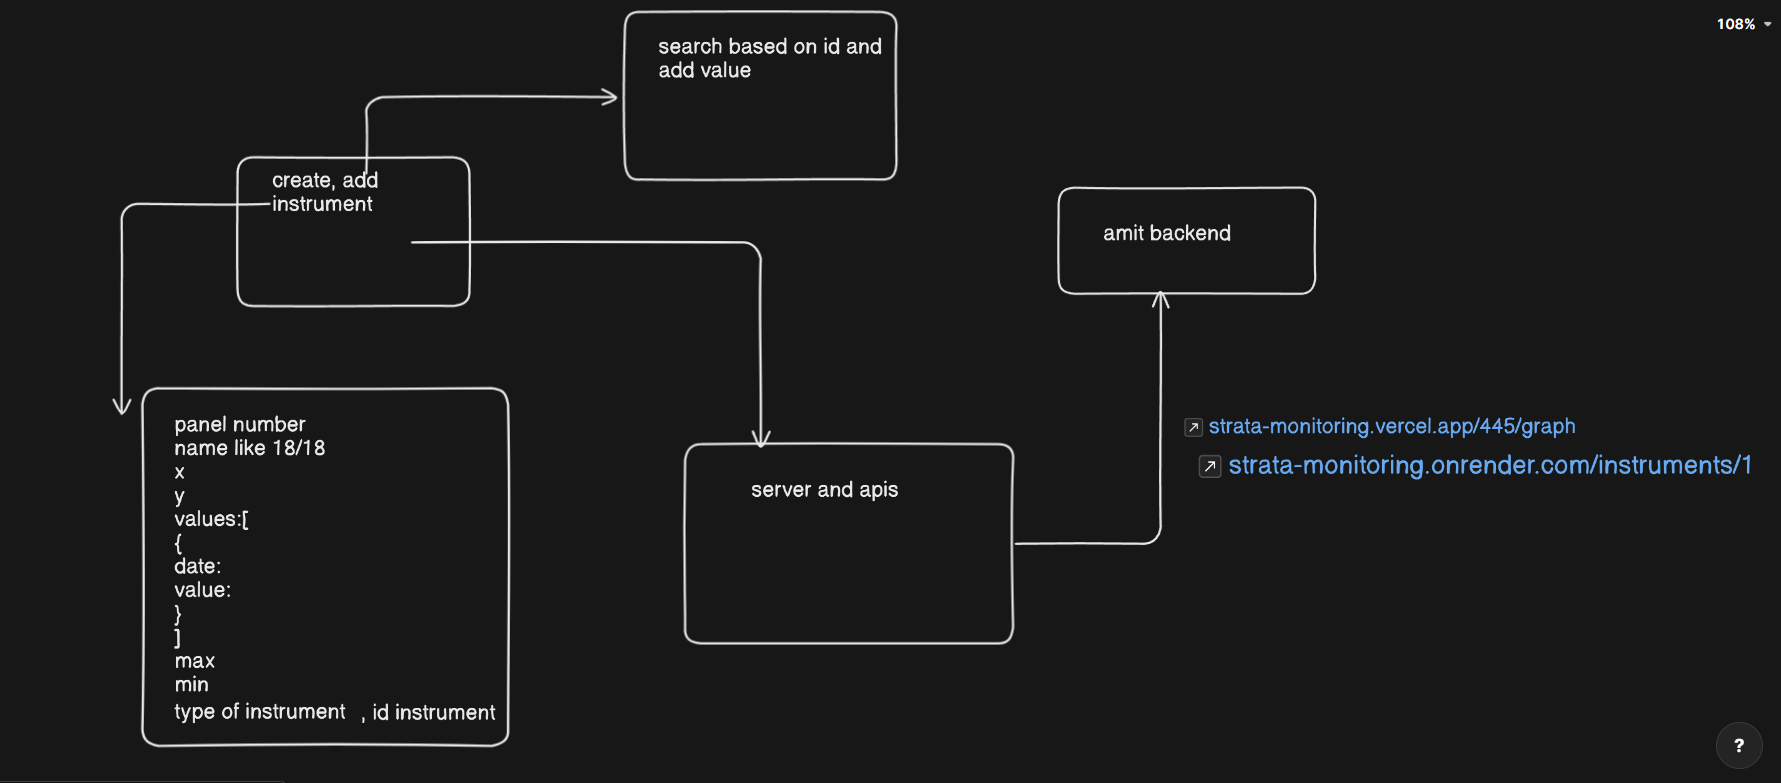 108%
search based on id and
add value
create, add
instrument
amit backend
panel number
name like 18/18
x
y
values:[
{
date:
value:
}
]
max
min
type of instrument , id instrument
server and apis
strata-monitoring.vercel.app/445/graph
strata-monitoring.onrender.com/instruments/1
?